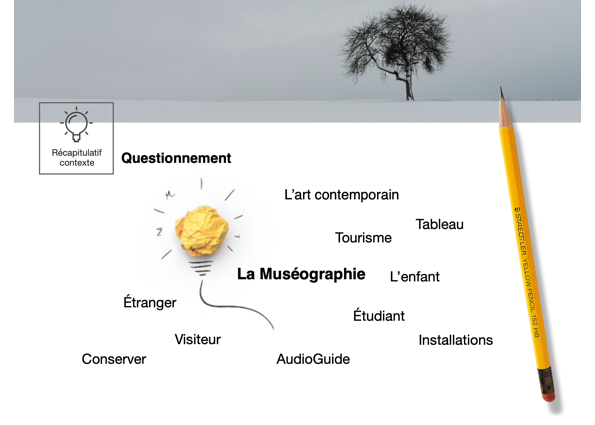 Récapitulatif
contexte
Questionnement
L'art contemporain
Tableau
Tourisme
La Muséographie
L'enfant
Étranger
Étudiant
Visiteur
Installations
Conserver
AudioGuide
STAEDTLER YELLOW PENCIL 152 HB